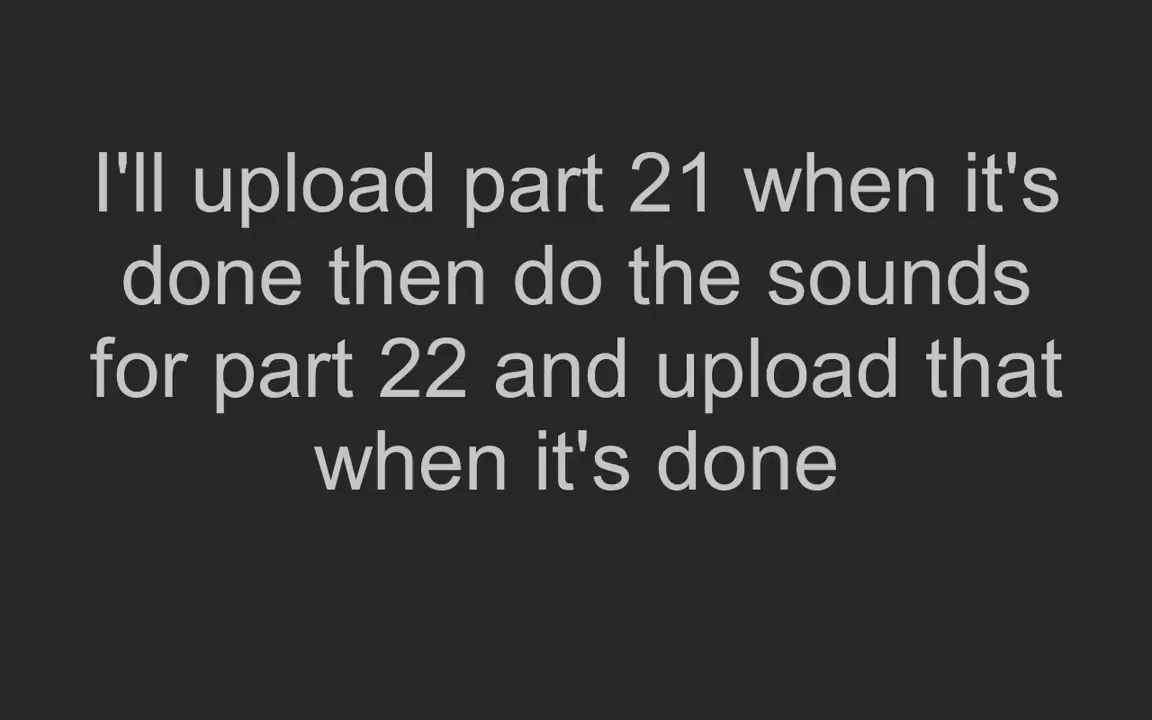 I'll upload part 21 when it's
done then do the sounds
for part 22 and upload that
when it's done